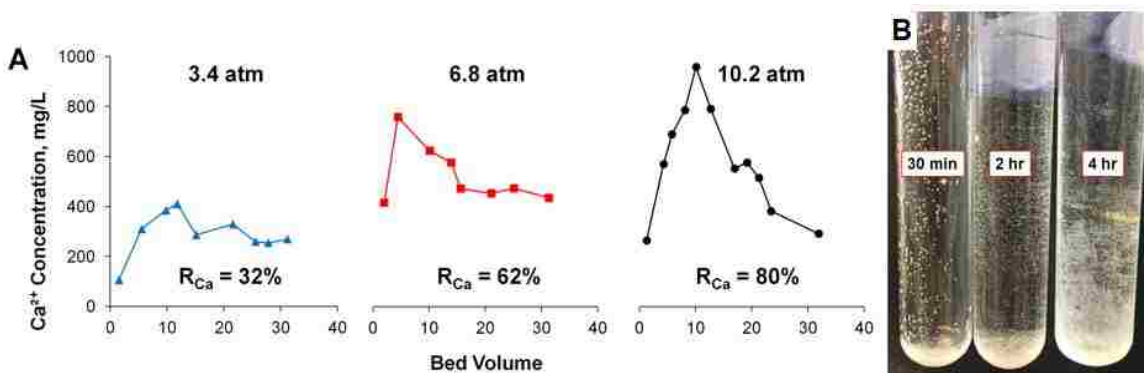 A
Ca²⁺ Concentration, mg/L
1000
800
600
400
200
0
3.4 atm
R_Ca = 32%
0 10 20 30 40
6.8 atm
R_Ca = 62%
0 10 20 30 40
10.2 atm
R_Ca = 80%
0 10 20 30 40
Bed Volume
B
30 min
2 hr
4 hr